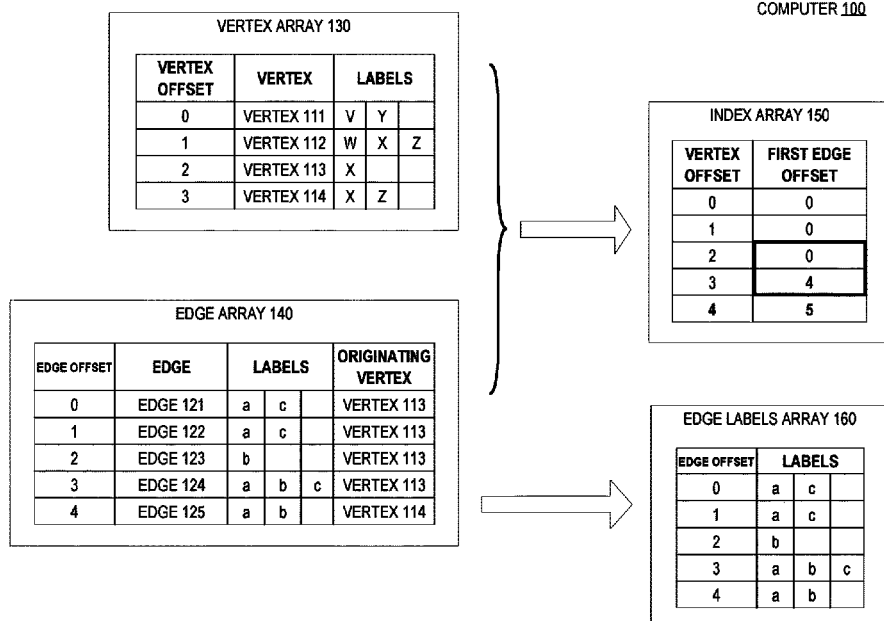 COMPUTER 100
VERTEX ARRAY 130
VERTEX OFFSET VERTEX LABELS
0 VERTEX 111 V Y
1 VERTEX 112 W X Z
2 VERTEX 113 X
3 VERTEX 114 X Z
INDEX ARRAY 150
VERTEX OFFSET FIRST EDGE OFFSET
0 0
1 0
2 0
3 4
4 5
EDGE ARRAY 140
EDGE OFFSET EDGE LABELS ORIGINATING VERTEX
0 EDGE 121 a c VERTEX 113
1 EDGE 122 a c VERTEX 113
2 EDGE 123 b VERTEX 113
3 EDGE 124 a b c VERTEX 113
4 EDGE 125 a b VERTEX 114
EDGE LABELS ARRAY 160
EDGE OFFSET LABELS
0 a c
1 a c
2 b
3 a b c
4 a b